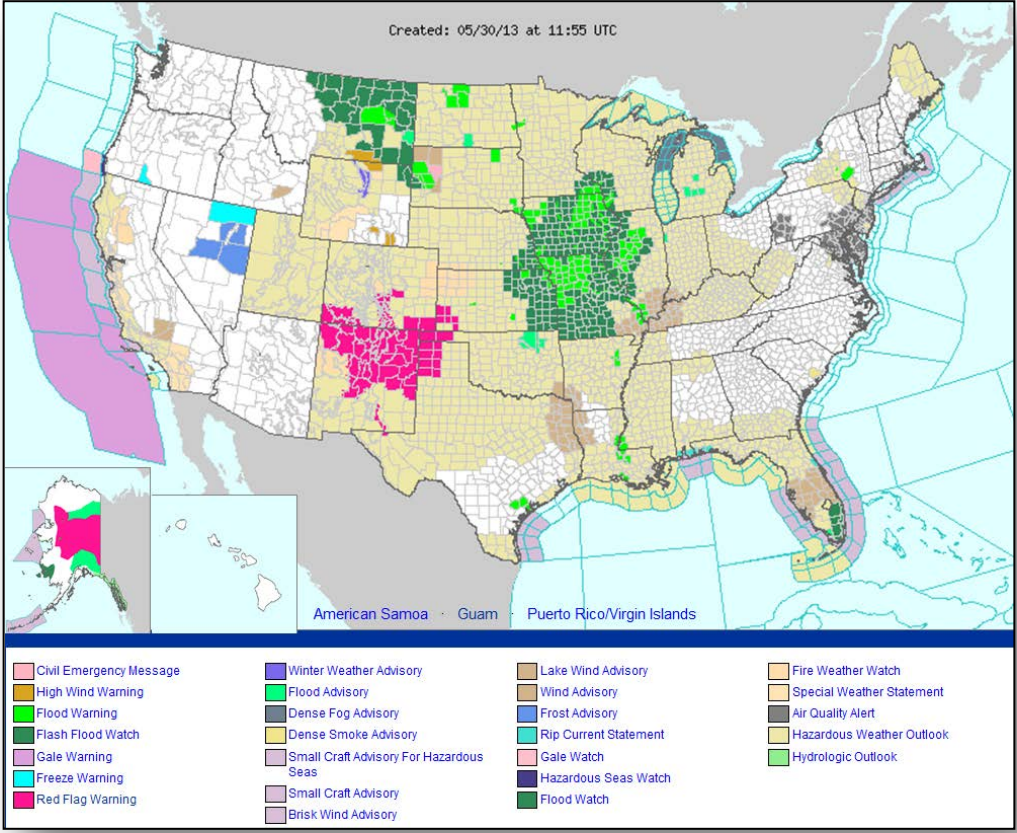 Created: 05/30/13 at 11:55 UTC
American Samoa · Guam · Puerto Rico/Virgin Islands
Civil Emergency Message
High Wind Warning
Flood Warning
Flash Flood Watch
Gale Warning
Freeze Warning
Red Flag Warning
Winter Weather Advisory
Flood Advisory
Dense Fog Advisory
Dense Smoke Advisory
Small Craft Advisory For Hazardous
Seas
Small Craft Advisory
Brisk Wind Advisory
Lake Wind Advisory
Wind Advisory
Frost Advisory
Rip Current Statement
Gale Watch
Hazardous Seas Watch
Flood Watch
Fire Weather Watch
Special Weather Statement
Air Quality Alert
Hazardous Weather Outlook
Hydrologic Outlook